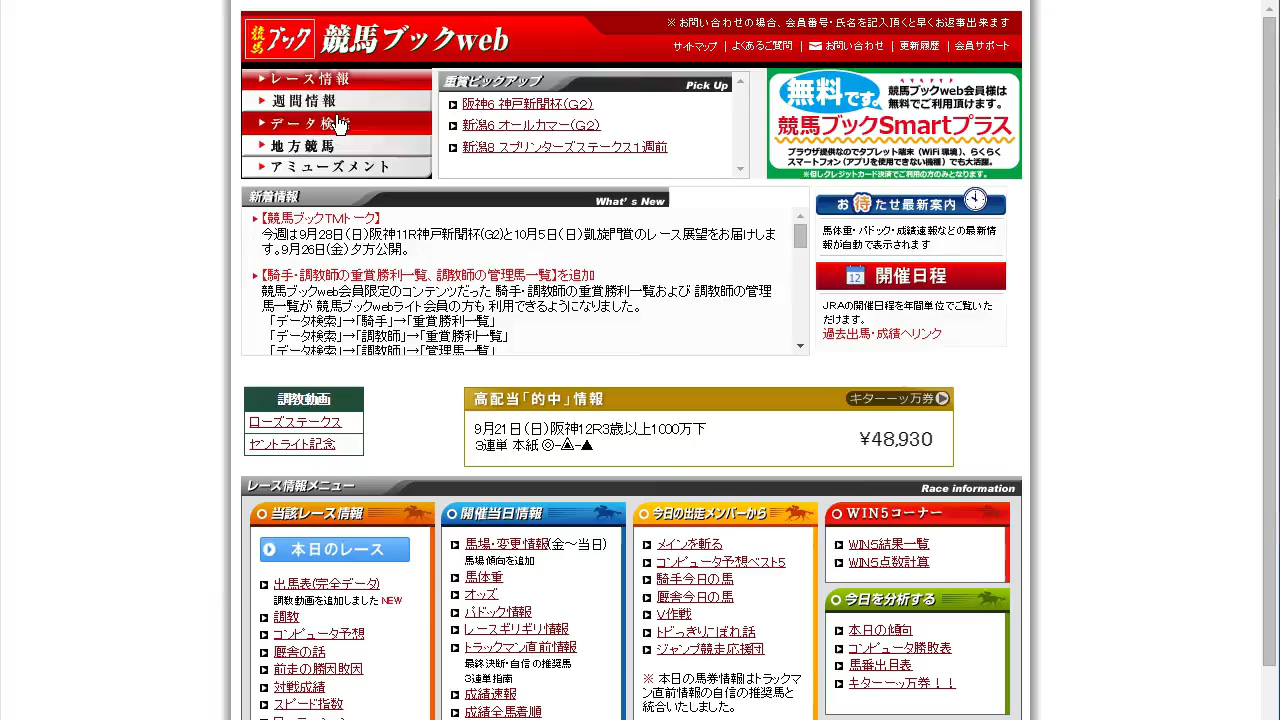 競馬ブック 競馬ブックweb
※お問い合わせの場合、会員番号・氏名を記入頂くと早くお返事出来ます
サイトマップ | よくあるご質問 | お問い合わせ | 更新履歴 | 会員サポート
レース情報
週間情報
データ検索
地方競馬
アミューズメント
重賞ピックアップ Pick Up
阪神6 神戸新聞杯(G2)
新潟6 オールカマー(G2)
新潟8 スプリンターズステークス1週前
無料です。
競馬ブックweb会員様は
無料でご利用頂けます。
競馬ブックSmartプラス
ブラウザ提供なのでタブレット端末(WiFi環境)、らくらく
スマートフォン(アプリを使用できない機種)でも大活躍。
※但しクレジットカード決済でご利用の方のみとなります。
新着情報 What's New
【競馬ブックTMトーク】
今週は9月28日(日)阪神11R神戸新聞杯(G2)と10月5日(日)凱旋門賞のレース展望をお届けしま
す。9月26日(金)夕方公開。
【騎手・調教師の重賞勝利一覧、調教師の管理馬一覧】を追加
競馬ブックweb会員限定のコンテンツだった 騎手・調教師の重賞勝利一覧および 調教師の管理
馬一覧が 競馬ブックwebライト会員の方も 利用できるようになりました。
「データ検索」→「騎手」→「重賞勝利一覧」
「データ検索」→「調教師」→「重賞勝利一覧」
「データ検索」→「調教師」→「管理馬一覧」
お待たせ最新案内
馬体重・パドック・成績速報などの最新情
報が自動で表示されます
12 開催日程
JRAの開催日程を年間単位でご覧いた
だけます。
過去出馬・成績へリンク
調教動画
ローズステークス
セントライト記念
高配当「的中」情報 キターーッ万券
9月21日(日)阪神12R3歳以上1000万下
3連単 本紙 ◎-▲-▲ ¥48,930
レース情報メニュー Race information
当該レース情報
本日のレース
出馬表(完全データ)
調教動画を追加しました NEW
調教
コンピュータ予想
厩舎の話
前走の勝因敗因
対戦成績
スピード指数
開催当日情報
馬場・変更情報(金~当日)
馬場傾向を追加
馬体重
オッズ
パドック情報
レースギリギリ情報
トラックマン直前情報
最終決断・自信の推奨馬
3連単指南
成績速報
成績全馬着順
今日の出走メンバーから
メインを斬る
コンピュータ予想ベスト5
騎手今日の馬
厩舎今日の馬
V作戦
トピっきりこぼれ話
ジャンプ競走応援団
※ 本日の馬券情報はトラックマ
ン直前情報の自信の推奨馬と
統合いたしました。
WIN5コーナー
WIN5結果一覧
WIN5点数計算
今日を分析する
本日の傾向
コンピュータ勝敗表
馬番出目表
キターーッ万券!!